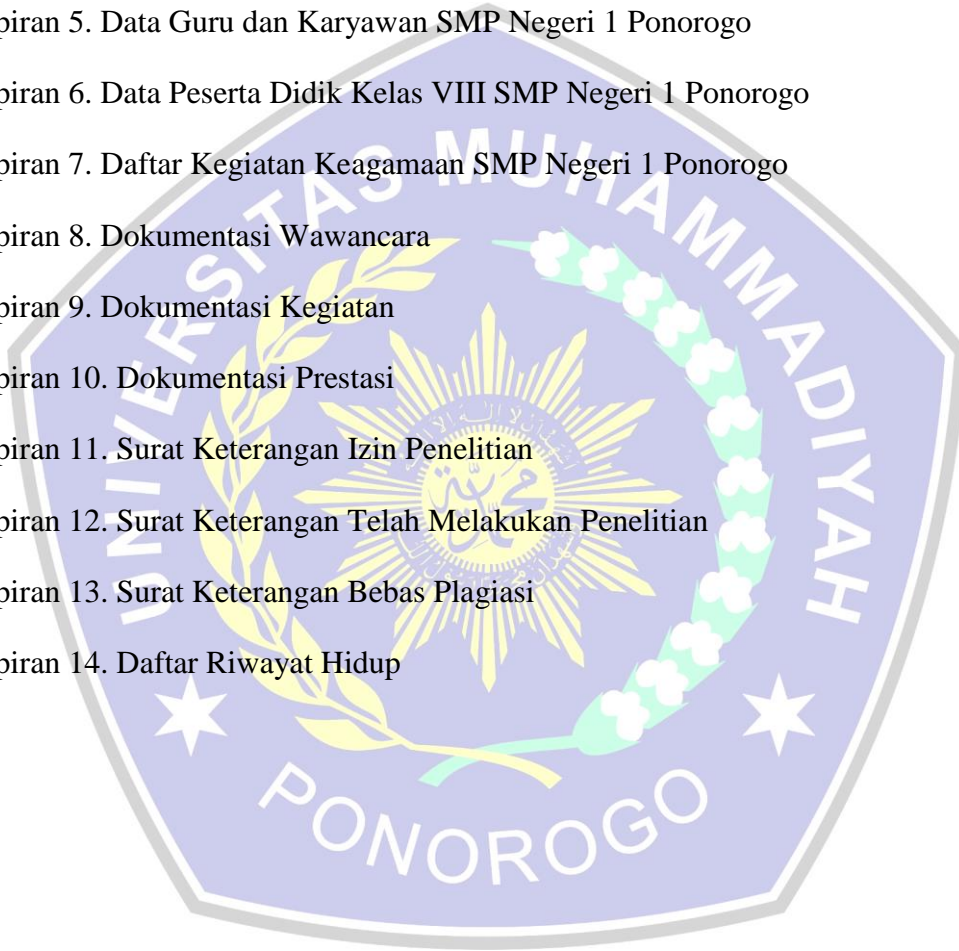 piran 5. Data Guru dan Karyawan SMP Negeri 1 Ponorogo
piran 6. Data Peserta Didik Kelas VIII SMP Negeri 1 Ponorogo
piran 7. Daftar Kegiatan Keagamaan SMP Negeri 1 Ponorogo
piran 8. Dokumentasi Wawancara
piran 9. Dokumentasi Kegiatan
piran 10. Dokumentasi Prestasi
piran 11. Surat Keterangan Izin Penelitian
piran 12. Surat Keterangan Telah Melakukan Penelitian
piran 13. Surat Keterangan Bebas Plagiasi
piran 14. Daftar Riwayat Hidup
UNIVERSITAS MUHAMMADIYAH
PONOROGO